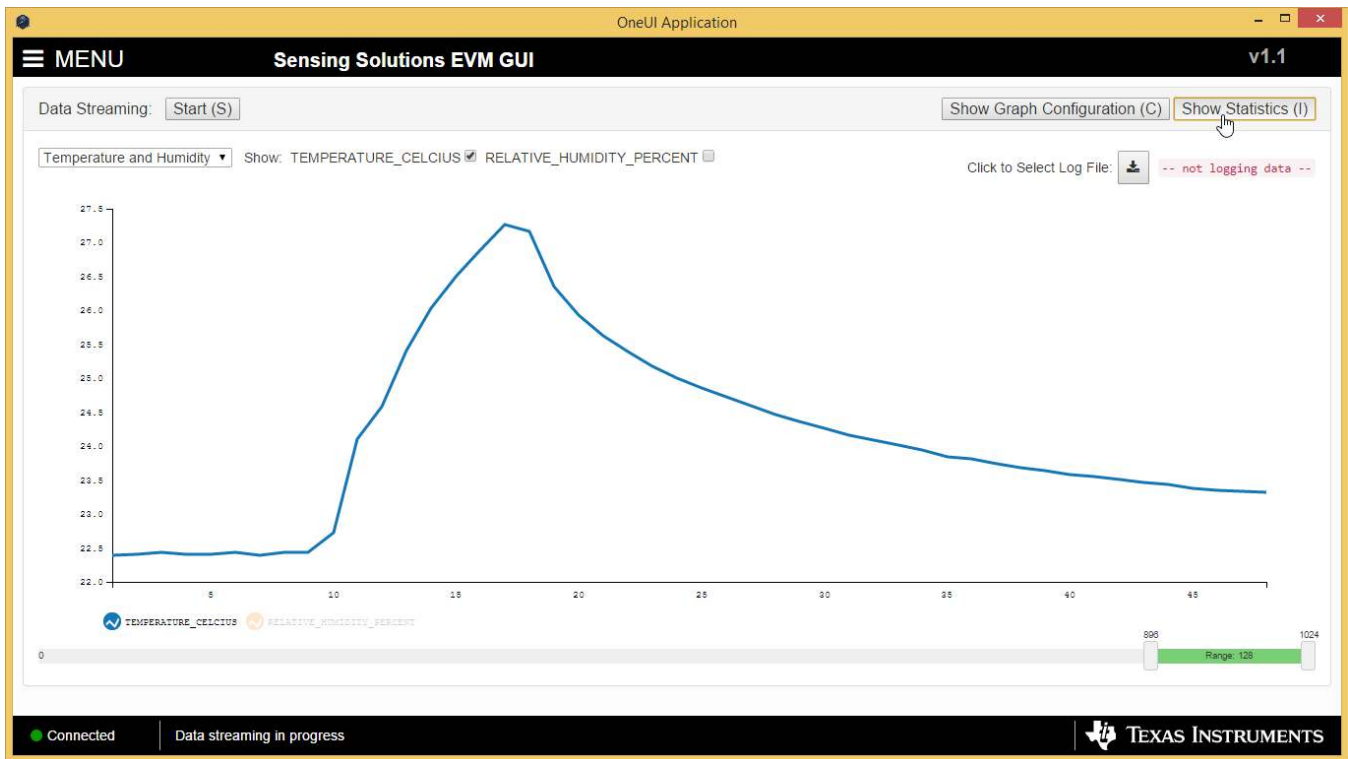 OneUI Application
MENU
Sensing Solutions EVM GUI
v1.1
Data Streaming: Start (S)
Show Graph Configuration (C) Show Statistics (I)
Temperature and Humidity Show: TEMPERATURE_CELCIUS RELATIVE_HUMIDITY_PERCENT
Click to Select Log File: -- not logging data --
27.5
27.0
26.5
26.0
25.5
25.0
24.5
24.0
23.5
23.0
22.5
22.0
5 10 15 20 25 30 35 40 45
TEMPERATURE_CELCIUS RELATIVE_HUMIDITY_PERCENT
896 1024
0 Range: 128
Connected Data streaming in progress
TEXAS INSTRUMENTS